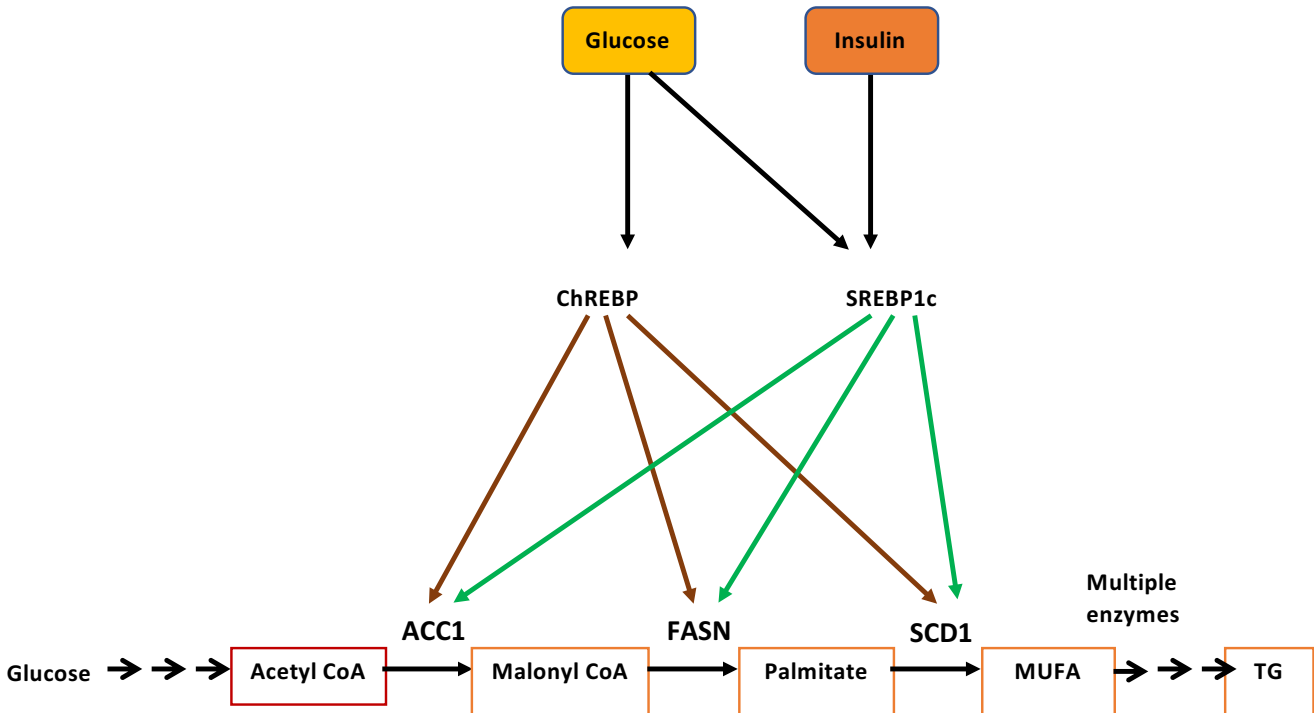 Glucose
Insulin
ChREBP
SREBP1c
Multiple
enzymes
ACC1
FASN
SCD1
Glucose
Acetyl CoA
Malonyl CoA
Palmitate
MUFA
TG